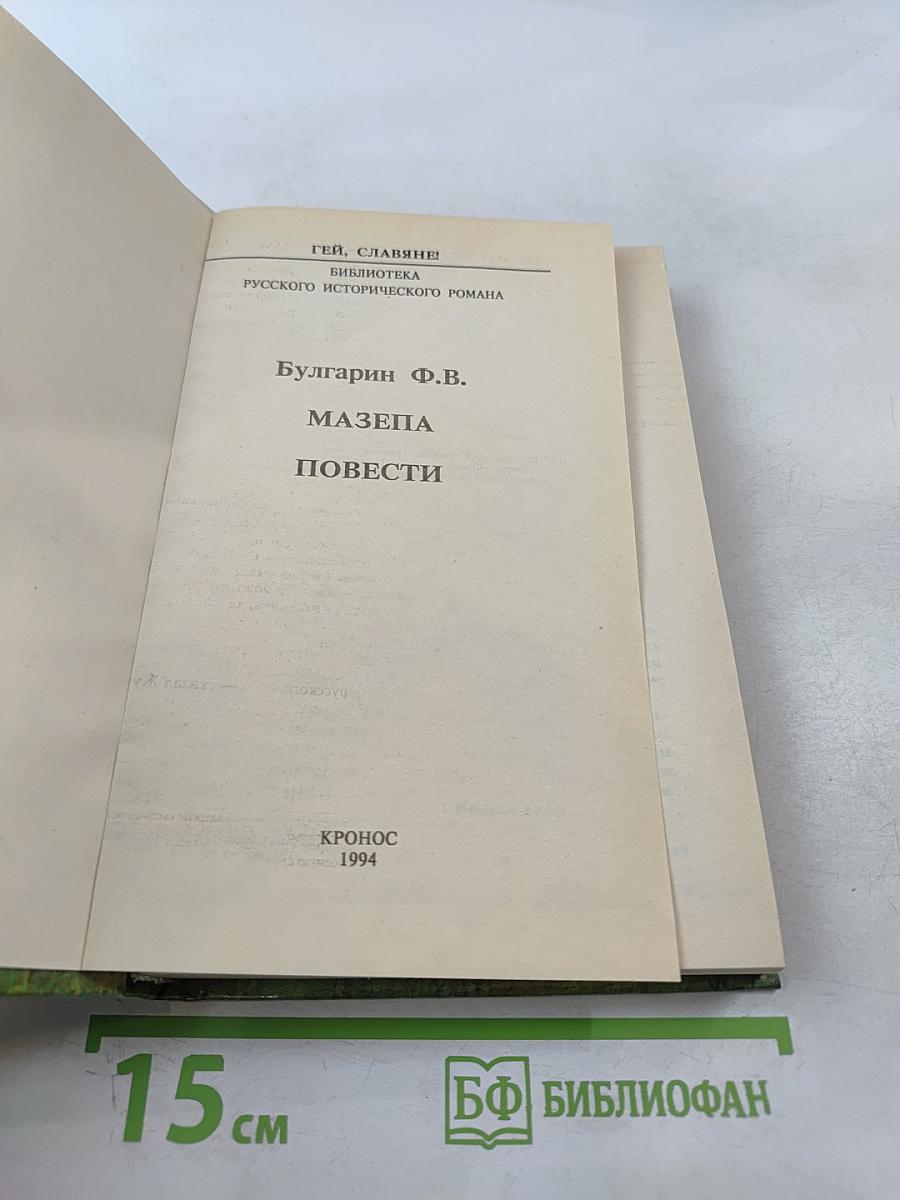 ГЕЙ, СЛАВЯНЕ!
БИБЛИОТЕКА
РУССКОГО ИСТОРИЧЕСКОГО РОМАНА
Булгарин Ф.В.
МАЗЕПА
ПОВЕСТИ
КРОНОС
1994
15 см
БФ БИБЛИОФАН